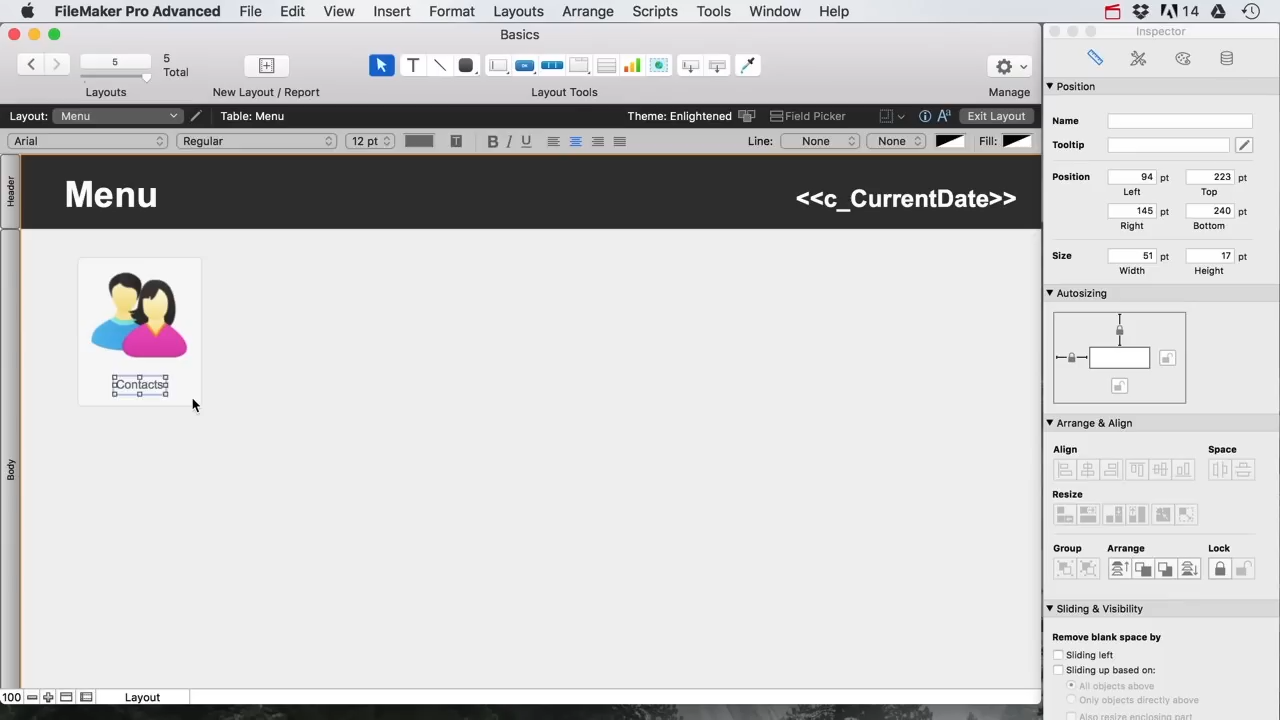 FileMaker Pro Advanced File Edit View Insert Format Layouts Arrange Scripts Tools Window Help 14
Basics
Inspector
5
5
Total
Layouts
New Layout / Report
Layout Tools
Manage
Layout: Menu Table: Menu Theme: Enlightened Field Picker Exit Layout
Arial Regular 12 pt B I U Line: None None Fill:
Header
Menu
<<c_CurrentDate>>
Body
Contacts
100 Layout
Position
Name
Tooltip
Position 94 pt 223 pt
Left Top
145 pt 240 pt
Right Bottom
Size 51 pt 17 pt
Width Height
Autosizing
Arrange & Align
Align Space
Resize
Group Arrange Lock
Sliding & Visibility
Remove blank space by
Sliding left
Sliding up based on:
All objects above
Only objects directly above
Also resize enclosing part